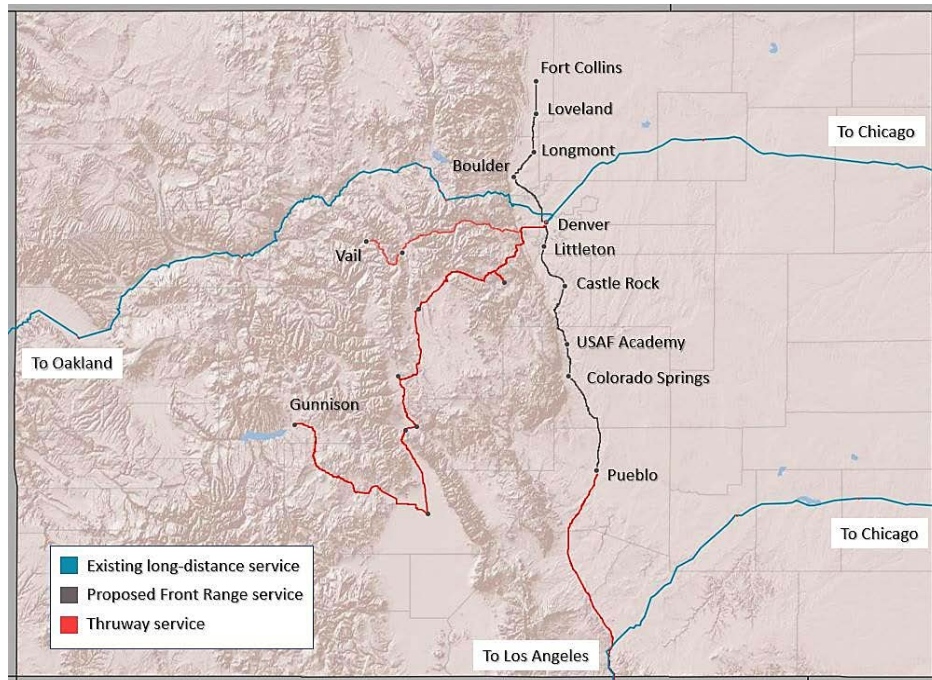 Fort Collins
Loveland
To Chicago
Longmont
Boulder
Denver
Littleton
Vail
Castle Rock
USAF Academy
To Oakland
Colorado Springs
Gunnison
Pueblo
To Chicago
Existing long-distance service
Proposed Front Range service
Thruway service
To Los Angeles